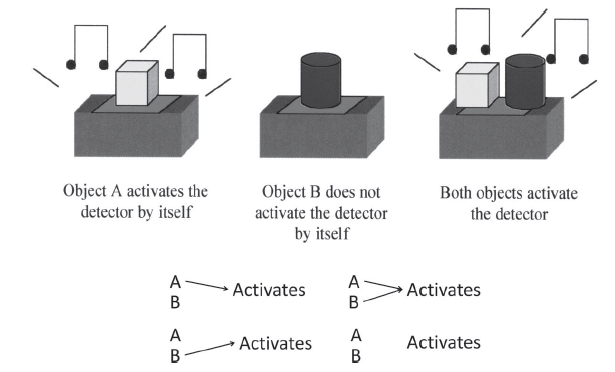 Object A activates the
detector by itself
Object B does not
activate the detector
by itself
Both objects activate
the detector
A
B
Activates
A
B
Activates
A
B
Activates
A
B
Activates